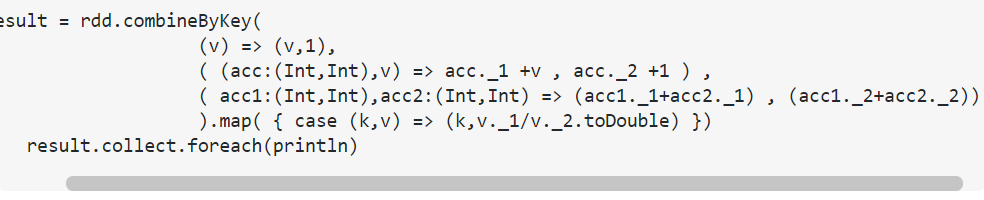 esult = rdd.combineByKey(
(v) => (v,1),
( (acc:(Int,Int),v) => acc._1 +v , acc._2 +1 ) ,
( acc1:(Int,Int),acc2:(Int,Int) => (acc1._1+acc2._1) , (acc1._2+acc2._2))
).map( { case (k,v) => (k,v._1/v._2.toDouble) })
result.collect.foreach(println)